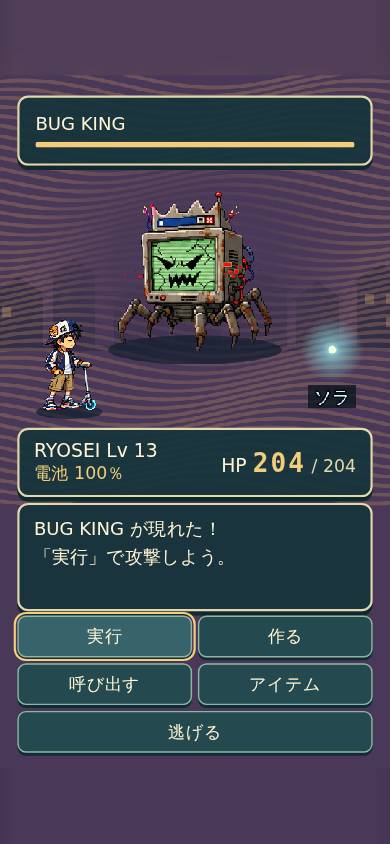 BUG KING
ソラ
RYOSEI Lv 13
電池 100％
HP 204 / 204
BUG KING が現れた！
「実行」で攻撃しよう。
実行
作る
呼び出す
アイテム
逃げる